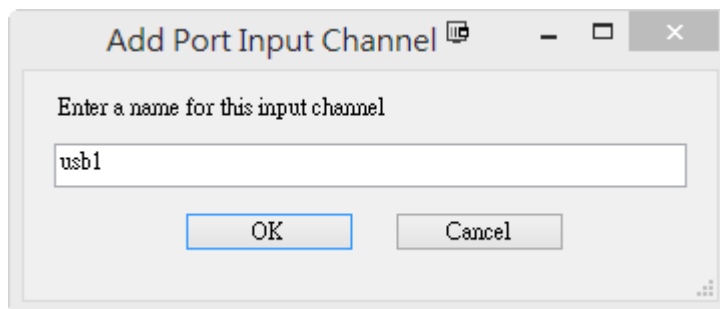 Add Port Input Channel
Enter a name for this input channel
usb1
OK
Cancel